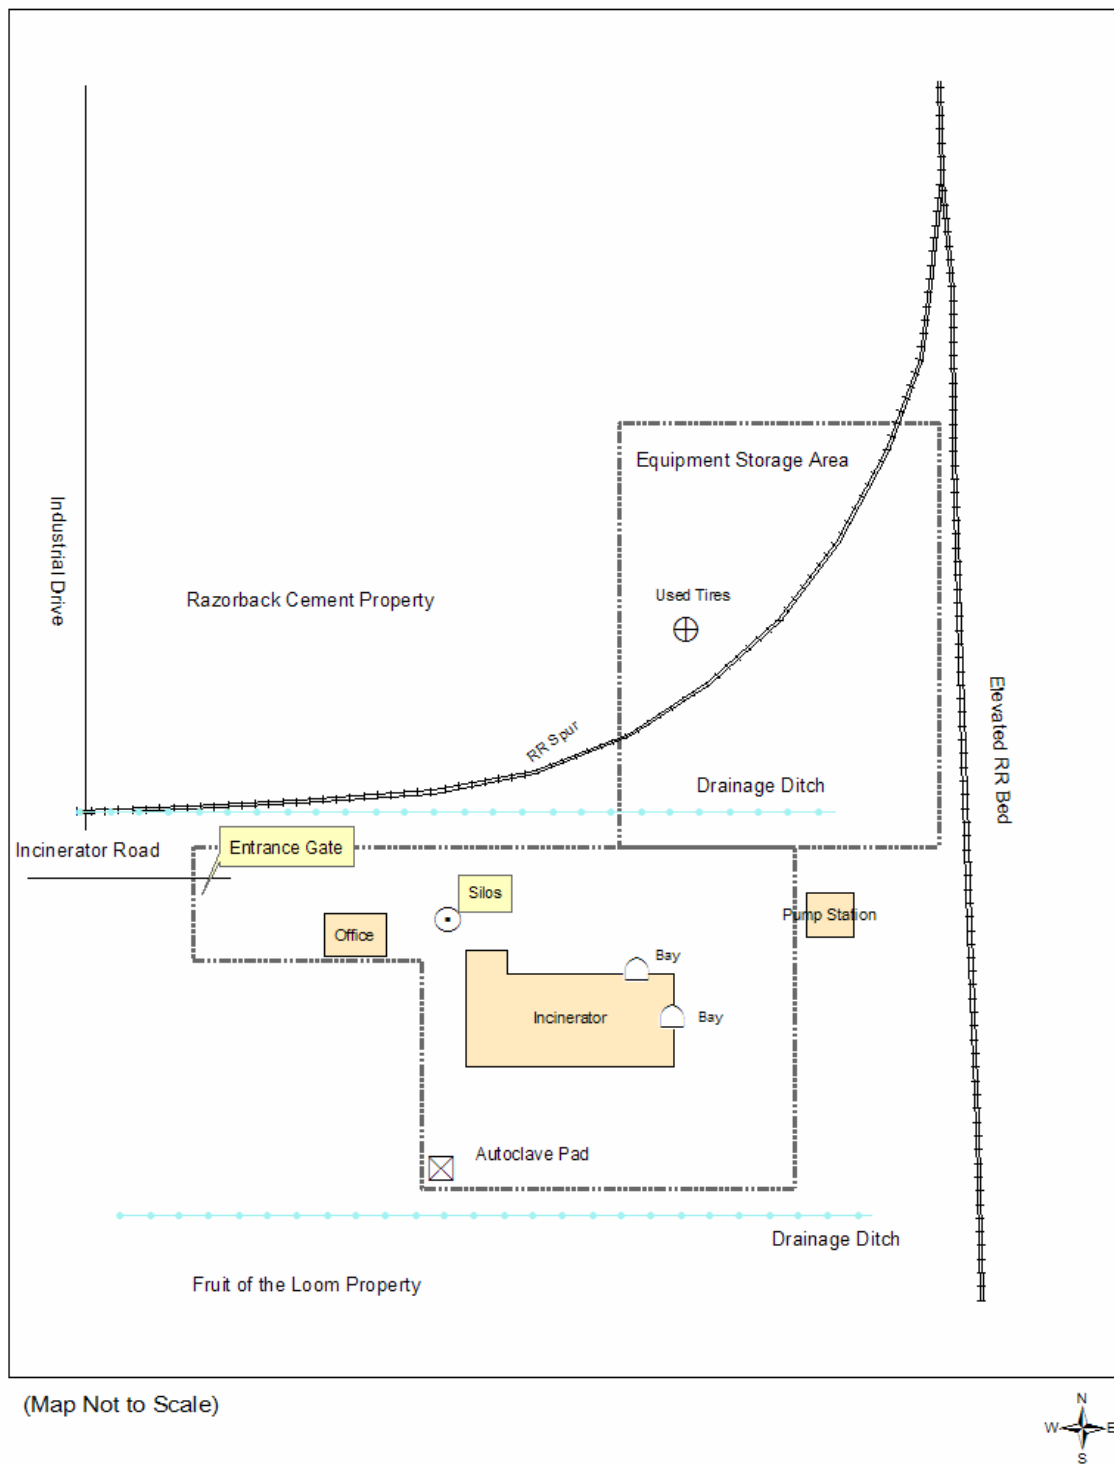 Equipment Storage Area
Industrial Drive
Razorback Cement Property
Used Tires
RR Spur
Elevated RR Bed
Drainage Ditch
Incinerator Road
Entrance Gate
Silos
Office
Pump Station
Bay
Incinerator
Bay
Autoclave Pad
Drainage Ditch
Fruit of the Loom Property
(Map Not to Scale)
N
W
E
S